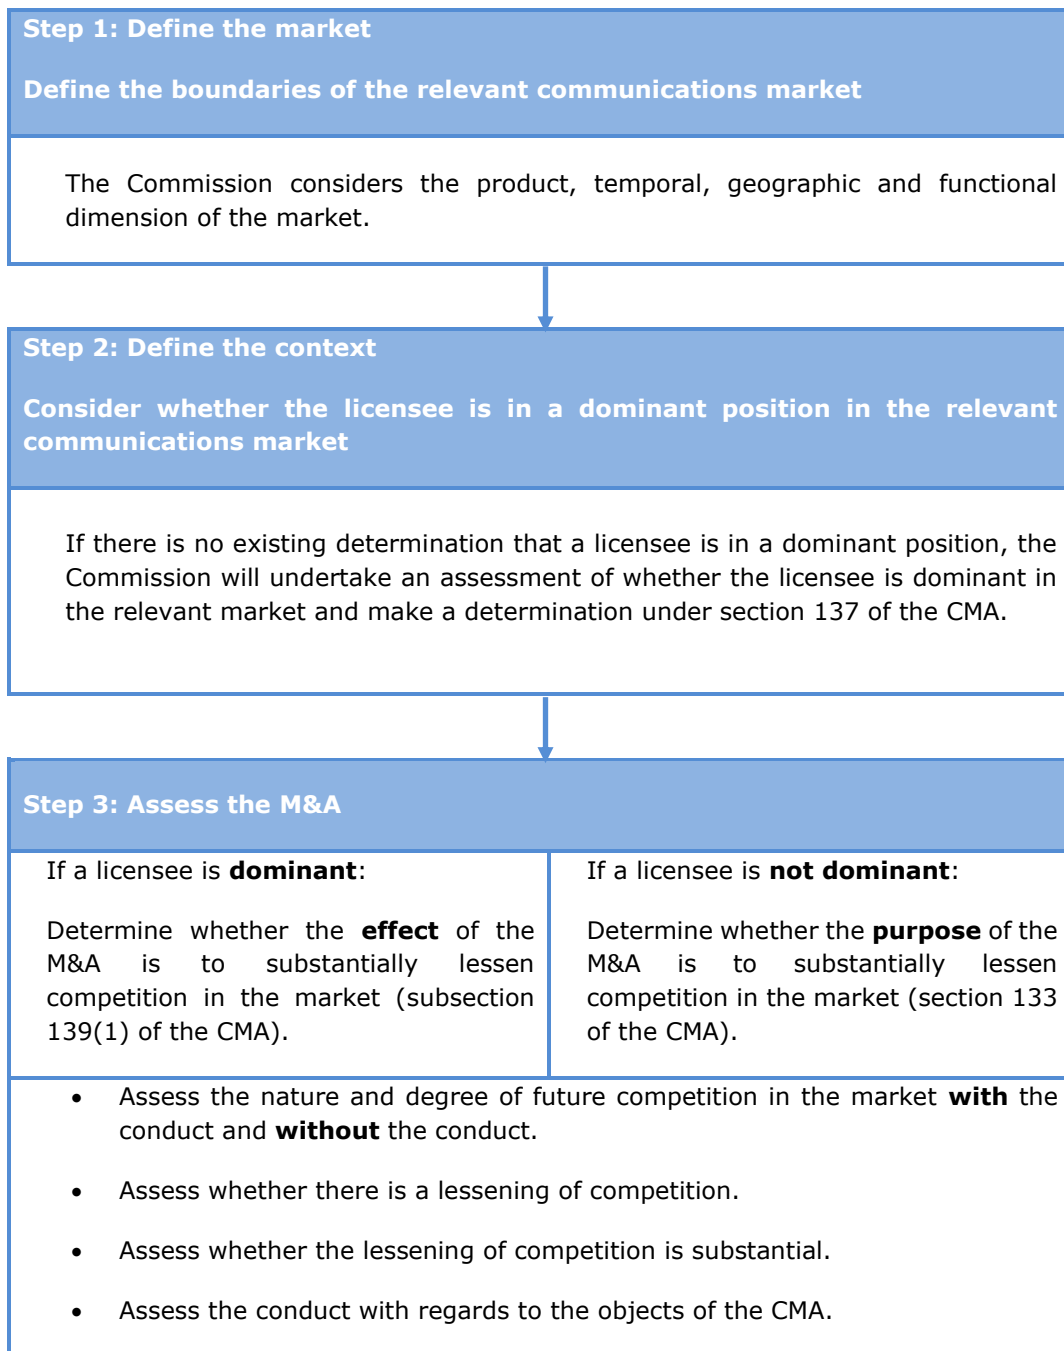 Step 1: Define the market
Define the boundaries of the relevant communications market
The Commission considers the product, temporal, geographic and functional
dimension of the market.
Step 2: Define the context
Consider whether the licensee is in a dominant position in the relevant
communications market
If there is no existing determination that a licensee is in a dominant position, the
Commission will undertake an assessment of whether the licensee is dominant in
the relevant market and make a determination under section 137 of the CMA.
Step 3: Assess the M&A
If a licensee is dominant:
Determine whether the effect of the
M&A is to substantially lessen
competition in the market (subsection
139(1) of the CMA).
If a licensee is not dominant:
Determine whether the purpose of the
M&A is to substantially lessen
competition in the market (section 133
of the CMA).
• Assess the nature and degree of future competition in the market with the
conduct and without the conduct.
• Assess whether there is a lessening of competition.
• Assess whether the lessening of competition is substantial.
• Assess the conduct with regards to the objects of the CMA.